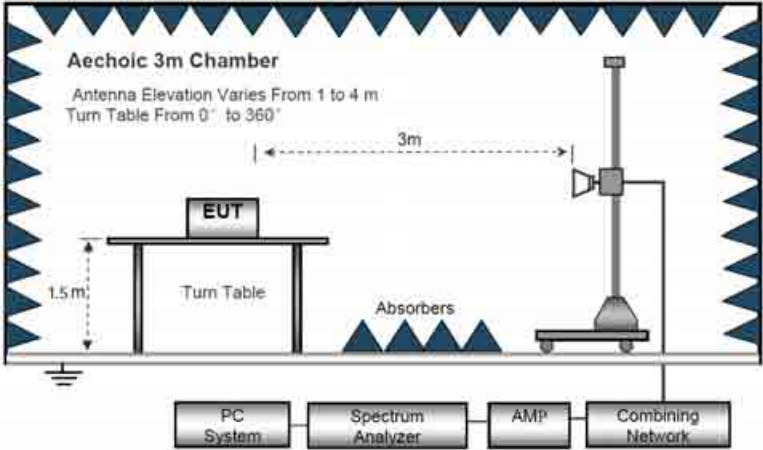 Aechoic 3m Chamber
Antenna Elevation Varies From 1 to 4 m
Turn Table From 0° to 360°
3m
EUT
1.5 m
Turn Table
Absorbers
PC
System
Spectrum
Analyzer
AMP
Combining
Network